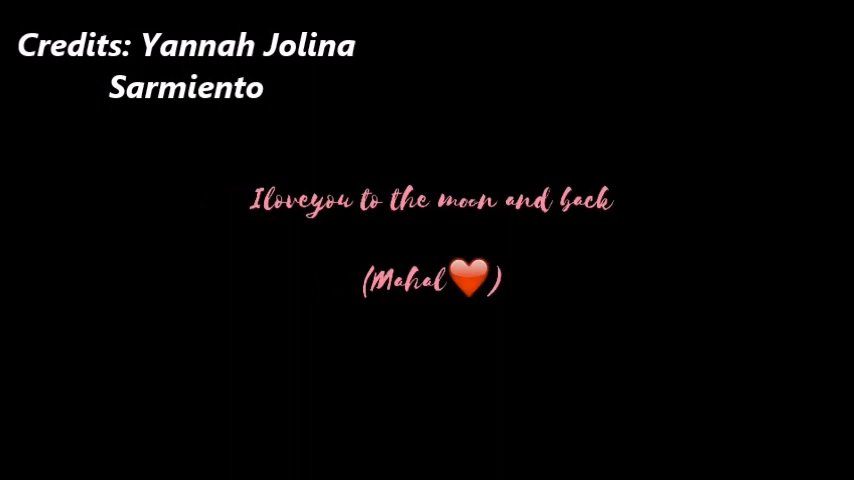 Credits: Yannah Jolina
Sarmiento
Iloveyou to the moon and back
(Mahal❤️)